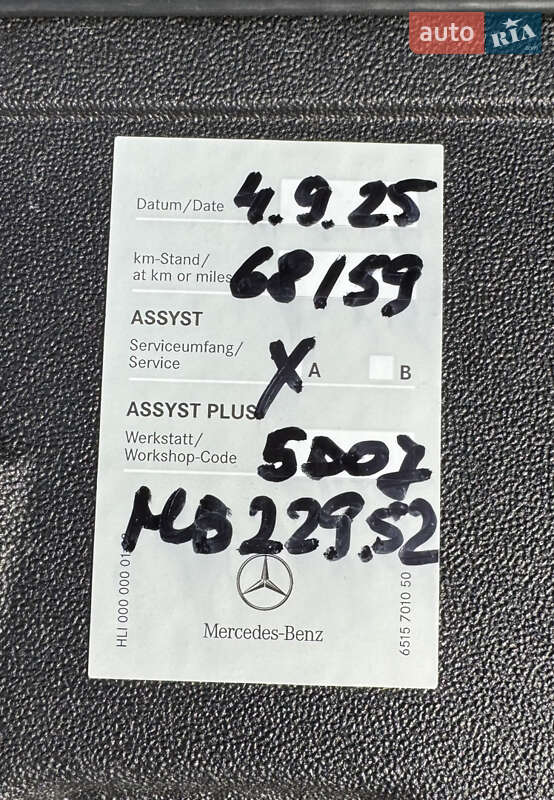 auto RIA
Datum/Date 4.9.25
km-Stand/
at km or miles 68159
ASSYST
Serviceumfang/
Service X A B
ASSYST PLUS
Werkstatt/
Workshop-Code 5D02
MB 229.52
Mercedes-Benz
HLI 000 000 01
6515 7010 50